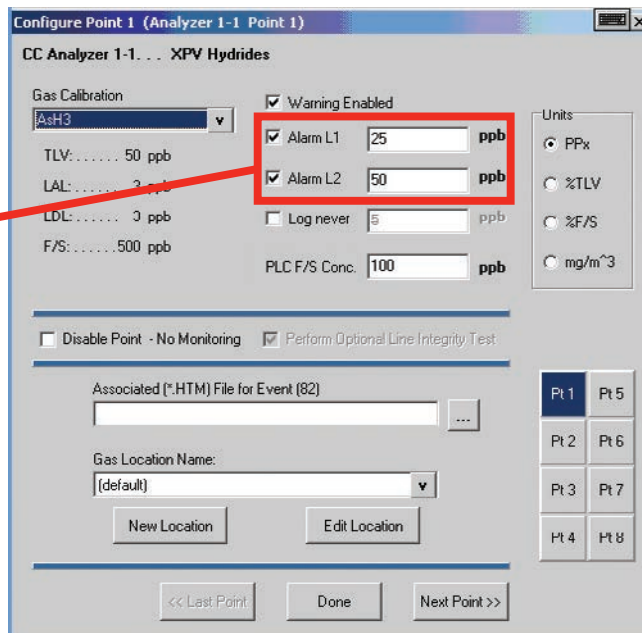 Configure Point 1 (Analyzer 1-1 Point 1)
CC Analyzer 1-1. . . XPV Hydrides
Gas Calibration
AsH3
v
TLV:. . . . . . 50 ppb
LAL:. . . . . . 3 ppb
LDL:. . . . . . 3 ppb
F/S:. . . . . .500 ppb
Warning Enabled
Alarm L1 25 ppb
Alarm L2 50 ppb
Log never 5 ppb
PLC F/S Conc. 100 ppb
Units
PPx
%TLV
%F/S
mg/m^3
Disable Point - No Monitoring
Perform Optional Line Integrity Test
Associated (*.HTM) File for Event (82)
...
Gas Location Name:
(default)
v
New Location
Edit Location
Pt 1 Pt 5
Pt 2 Pt 6
Pt 3 Pt 7
Pt 4 Pt 8
<< Last Point
Done
Next Point >>